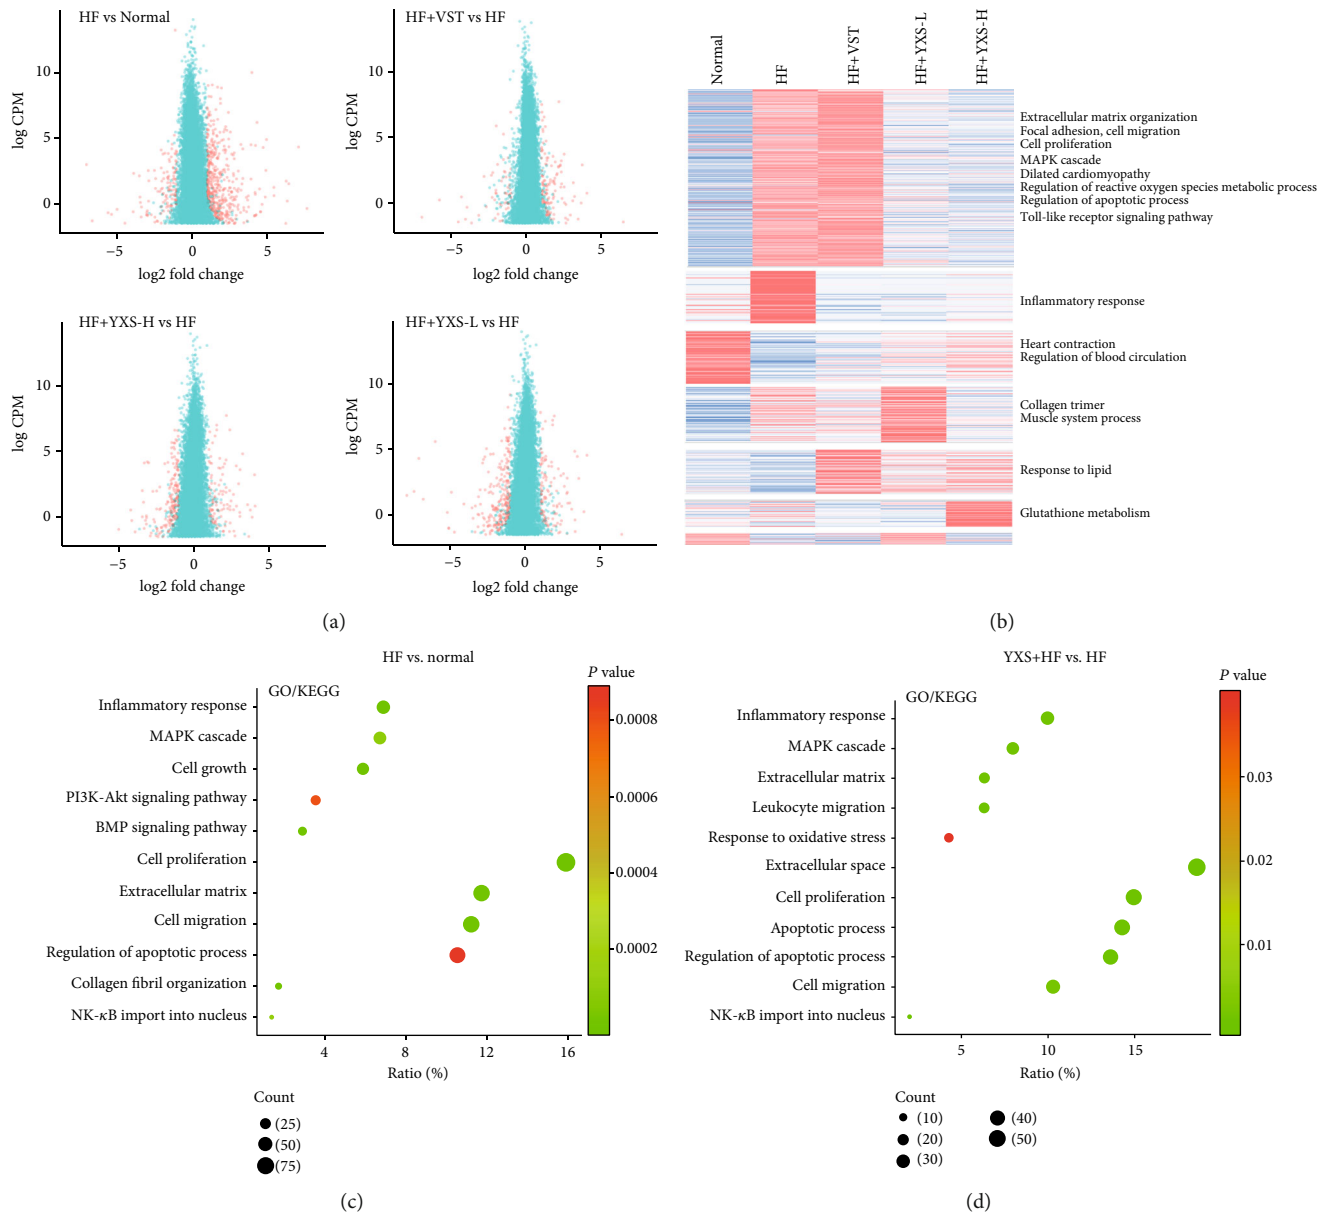 HF vs Normal
log CPM
10
5
0
−5
0
5
log2 fold change
HF+VST vs HF
log CPM
10
5
0
−5
0
5
log2 fold change
HF+YXS-H vs HF
log CPM
10
5
0
−5
0
5
log2 fold change
HF+YXS-L vs HF
log CPM
10
5
0
−5
0
5
log2 fold change
(a)
Normal
HF
HF+VST
HF+YXS-L
HF+YXS-H
Extracellular matrix organization
Focal adhesion, cell migration
Cell proliferation
MAPK cascade
Dilated cardiomyopathy
Regulation of reactive oxygen species metabolic process
Regulation of apoptotic process
Toll-like receptor signaling pathway
Inflammatory response
Heart contraction
Regulation of blood circulation
Collagen trimer
Muscle system process
Response to lipid
Glutathione metabolism
(b)
HF vs. normal
GO/KEGG
Inflammatory response
MAPK cascade
Cell growth
PI3K-Akt signaling pathway
BMP signaling pathway
Cell proliferation
Extracellular matrix
Cell migration
Regulation of apoptotic process
Collagen fibril organization
NK-κB import into nucleus
4
8
12
16
Ratio (%)
P value
0.0008
0.0006
0.0004
0.0002
Count
(25)
(50)
(75)
(c)
YXS+HF vs. HF
GO/KEGG
Inflammatory response
MAPK cascade
Extracellular matrix
Leukocyte migration
Response to oxidative stress
Extracellular space
Cell proliferation
Apoptotic process
Regulation of apoptotic process
Cell migration
NK-κB import into nucleus
5
10
15
Ratio (%)
P value
0.03
0.02
0.01
Count
(10)
(20)
(30)
(40)
(50)
(d)